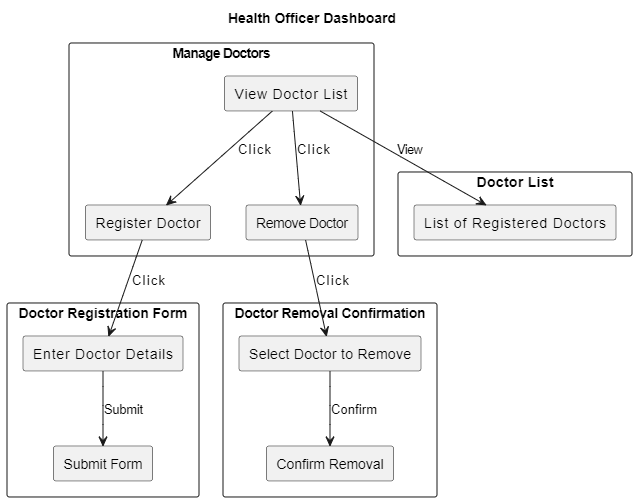 Health Officer Dashboard
Manage Doctors
View Doctor List
Click
Click
View
Doctor List
Register Doctor
Remove Doctor
List of Registered Doctors
Click
Click
Doctor Registration Form
Doctor Removal Confirmation
Enter Doctor Details
Select Doctor to Remove
Submit
Confirm
Submit Form
Confirm Removal